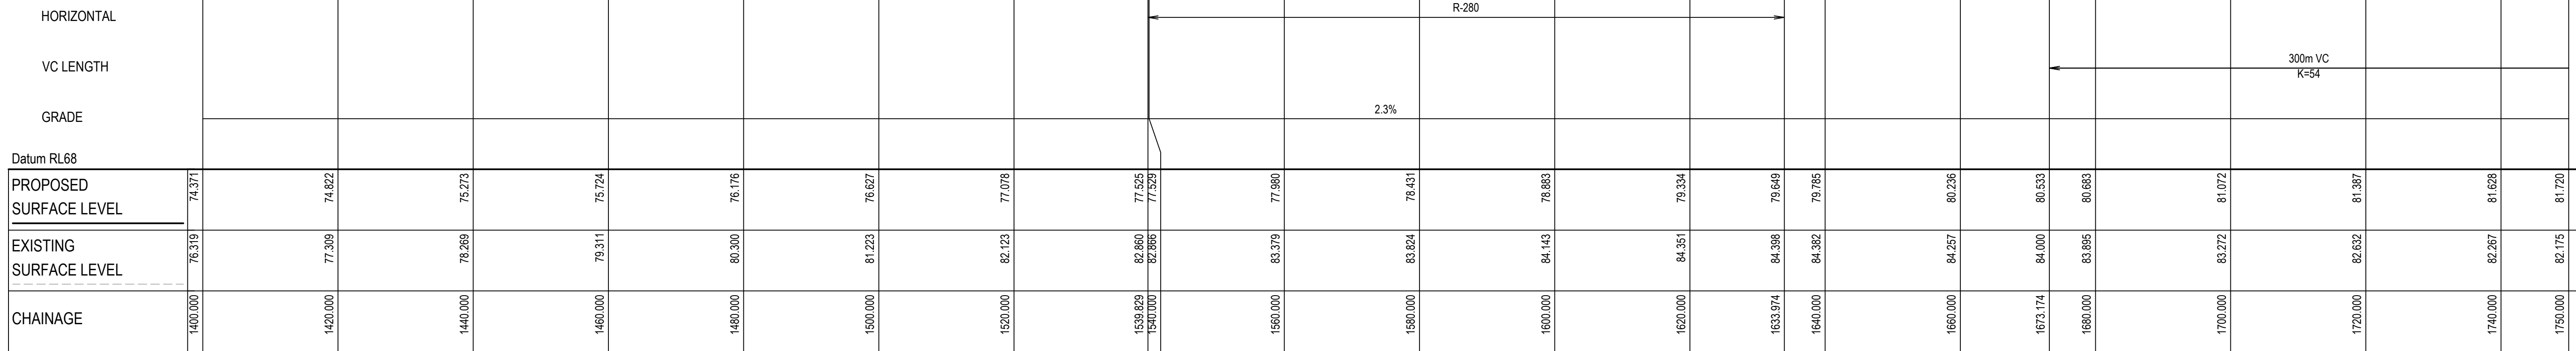 HORIZONTAL
R-280
VC LENGTH
300m VC
K=54
GRADE
2.3%
Datum RL68
PROPOSED
SURFACE LEVEL
74.371 74.822 75.273 75.724 76.176 76.627 77.078 77.525 77.529 77.980 78.431 78.883 79.334 79.649 79.785 80.236 80.533 80.683 81.072 81.387 81.628 81.720
EXISTING
SURFACE LEVEL
76.319 77.309 78.269 79.311 80.300 81.223 82.123 82.860 82.866 83.379 83.824 84.143 84.351 84.398 84.382 84.257 84.000 83.895 83.272 82.632 82.267 82.175
CHAINAGE
1400.000 1420.000 1440.000 1460.000 1480.000 1500.000 1520.000 1539.829 1540.000 1560.000 1580.000 1600.000 1620.000 1633.974 1640.000 1660.000 1673.174 1680.000 1700.000 1720.000 1740.000 1750.000